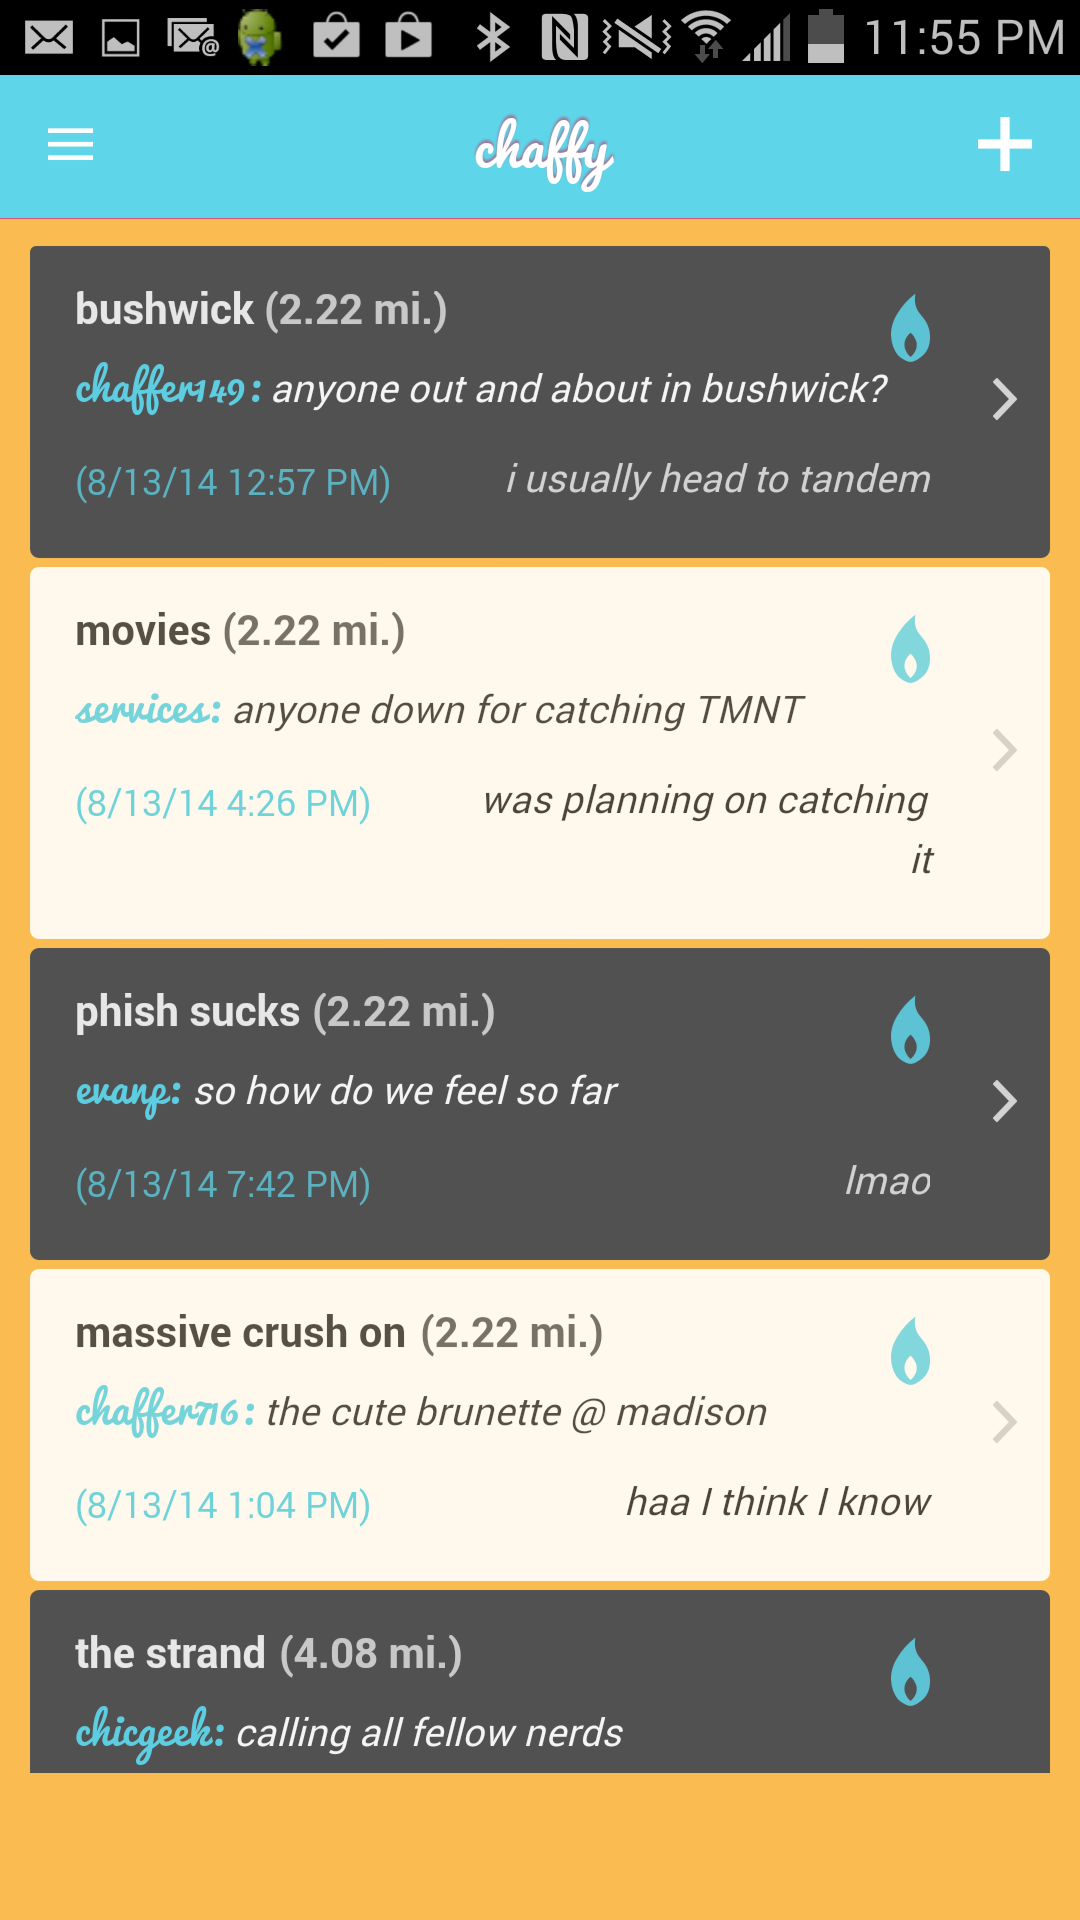 11:55 PM
chaffy
bushwick (2.22 mi.)
chaffer149: anyone out and about in bushwick?
(8/13/14 12:57 PM) i usually head to tandem
movies (2.22 mi.)
services: anyone down for catching TMNT
(8/13/14 4:26 PM) was planning on catching
it
phish sucks (2.22 mi.)
evanp: so how do we feel so far
(8/13/14 7:42 PM) lmao
massive crush on (2.22 mi.)
chaffer716: the cute brunette @ madison
(8/13/14 1:04 PM) haa I think I know
the strand (4.08 mi.)
chicgeek: calling all fellow nerds